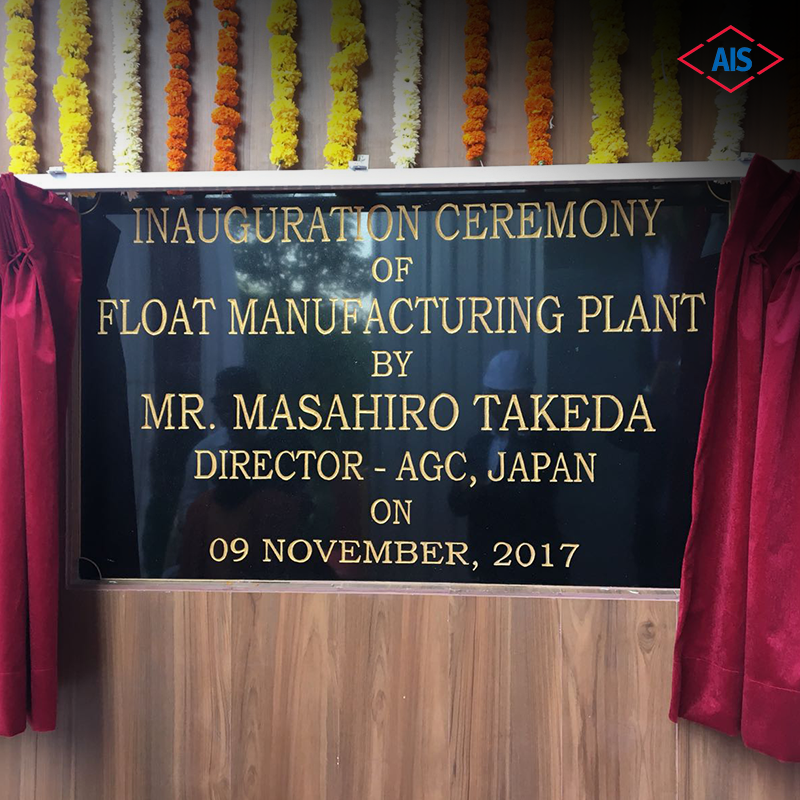 AIS
INAUGURATION CEREMONY
OF
FLOAT MANUFACTURING PLANT
BY
MR. MASAHIRO TAKEDA
DIRECTOR - AGC, JAPAN
ON
09 NOVEMBER, 2017